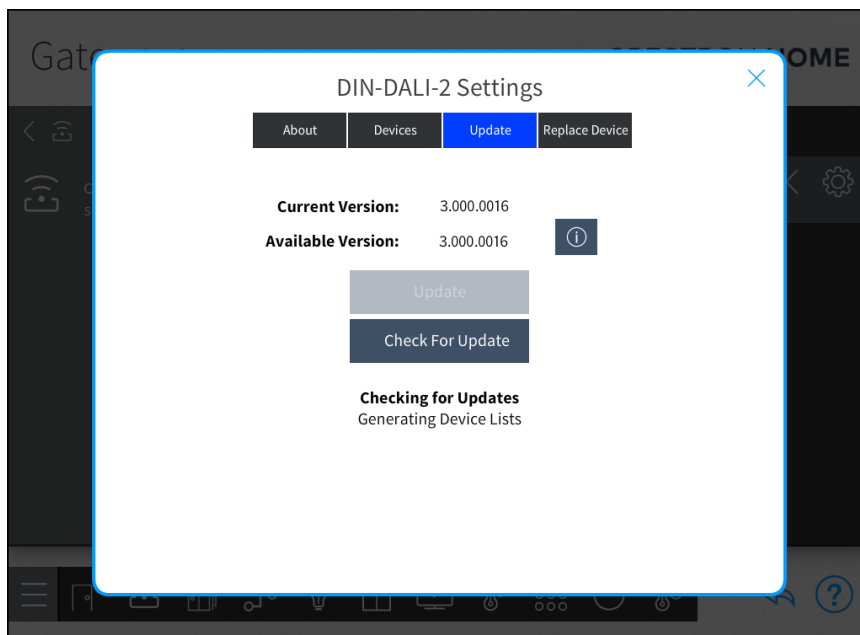 DIN-DALI-2 Settings
About Devices Update Replace Device
Current Version: 3.000.0016
Available Version: 3.000.0016
Update
Check For Update
Checking for Updates
Generating Device Lists
OME
?